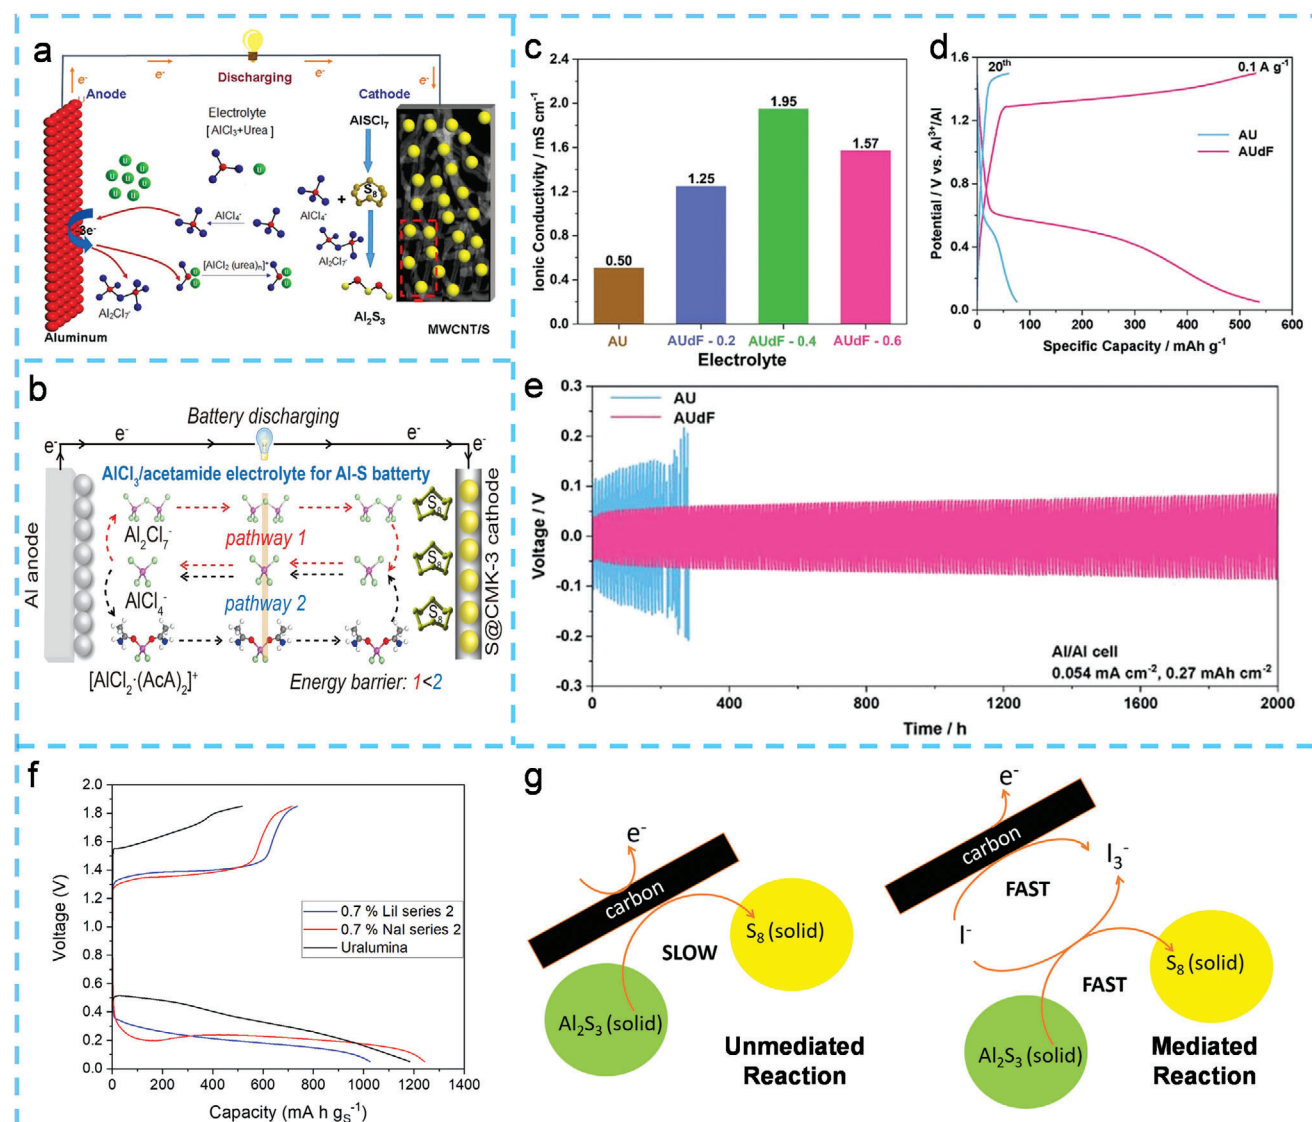 a
Discharging
e⁻
e⁻
e⁻
e⁻
Anode
Cathode
Electrolyte
[AlCl₃+Urea]
U
AlSCl₇
S₈
+
AlCl₄⁻
AlCl₄⁻
Al₂Cl₇⁻
-3e⁻
[AlCl₂ (urea)ₙ]⁺
Al₂Cl₇⁻
Al₂S₃
MWCNT/S
Aluminum
b
Battery discharging
e⁻
e⁻
e⁻
e⁻
AlCl₃/acetamide electrolyte for Al-S batterty
Al anode
Al₂Cl₇⁻
pathway 1
AlCl₄⁻
pathway 2
[AlCl₂·(AcA)₂]⁺
Energy barrier: 1<2
S₈
S₈
S₈
S@CMK-3 cathode
c
Ionic Conductivity / mS cm⁻¹
2.4
2.0
1.6
1.2
0.8
0.4
0.0
0.50
1.25
1.95
1.57
AU
AUdF - 0.2
AUdF - 0.4
AUdF - 0.6
Electrolyte
d
Potential / V vs. Al³⁺/Al
1.6
1.2
0.8
0.4
0.0
20ᵗʰ
0.1 A g⁻¹
AU
AUdF
0 100 200 300 400 500 600
Specific Capacity / mAh g⁻¹
e
Voltage / V
0.3
0.2
0.1
0.0
-0.1
-0.2
-0.3
AU
AUdF
Al/Al cell
0.054 mA cm⁻², 0.27 mAh cm⁻²
0 400 800 1200 1600 2000
Time / h
f
Voltage (V)
2.0
1.8
1.6
1.4
1.2
1.0
0.8
0.6
0.4
0.2
0.0
0.7 % LiI series 2
0.7 % NaI series 2
Uralumina
0 200 400 600 800 1000 1200 1400
Capacity (mA h gₛ⁻¹)
g
e⁻
carbon
SLOW
S₈ (solid)
Al₂S₃ (solid)
Unmediated
Reaction
e⁻
carbon
I₃⁻
FAST
I⁻
FAST
S₈ (solid)
Al₂S₃ (solid)
Mediated
Reaction